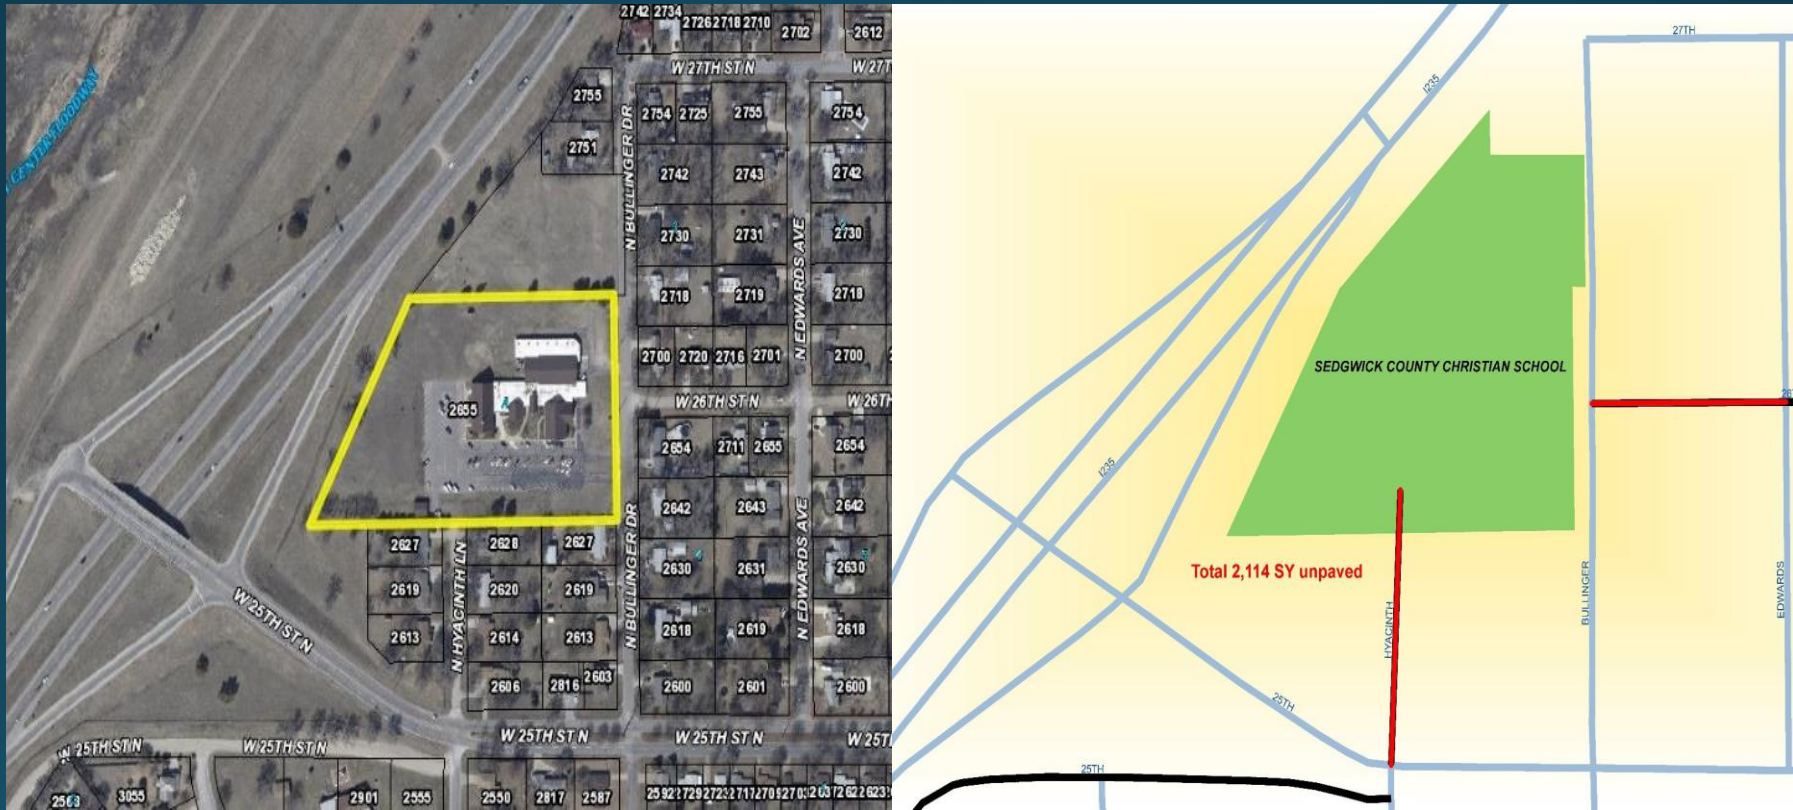 2742 2734 2726 2718 2710 2702 2612
W 27TH ST N
2755
2754 2725 2755 2754
2751
N BULLINGER DR
CENTER FLOODWAY
2742 2743 2742
2730 2731 2730
N EDWARDS AVE
2718 2719 2718
2700 2720 2716 2701 2700
W 26TH ST N
2655
2654 2711 2655 2654
2642 2643 2642
N BULLINGER DR
N EDWARDS AVE
2627 2628 2627
2630 2631 2630
N HYACINTH LN
2619 2620 2619
W 25TH ST N
2613 2614 2613
2618 2619 2618
2606 2816 2603
2600 2601 2600
W 25TH ST N
W 25TH ST N
W 25TH ST N
W 25TH ST N
3055 2901 2555 2550 2817 2587
27TH
I235
SEDGWICK COUNTY CHRISTIAN SCHOOL
I235
Total 2,114 SY unpaved
HYACINTH
BULLINGER
EDWARDS
25TH
25TH